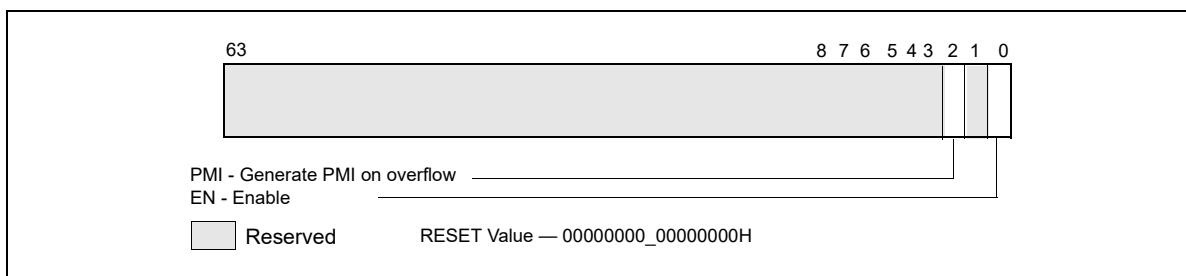 63 8 7 6 5 4 3 2 1 0
PMI - Generate PMI on overflow
EN - Enable
Reserved RESET Value — 00000000_00000000H